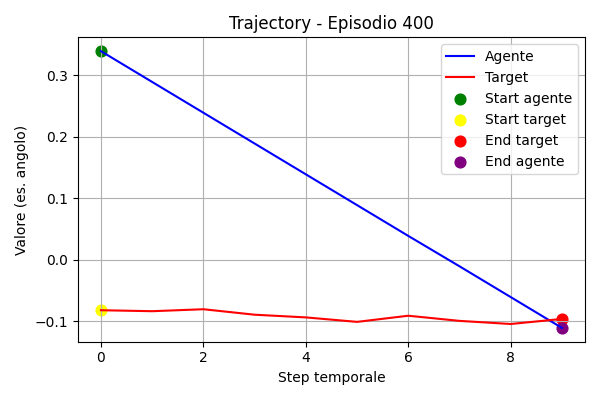 Trajectory - Episodio 400
Agente
Target
Start agente
Start target
End target
End agente
Valore (es. angolo)
0.3
0.2
0.1
0.0
−0.1
0
2
4
6
8
Step temporale